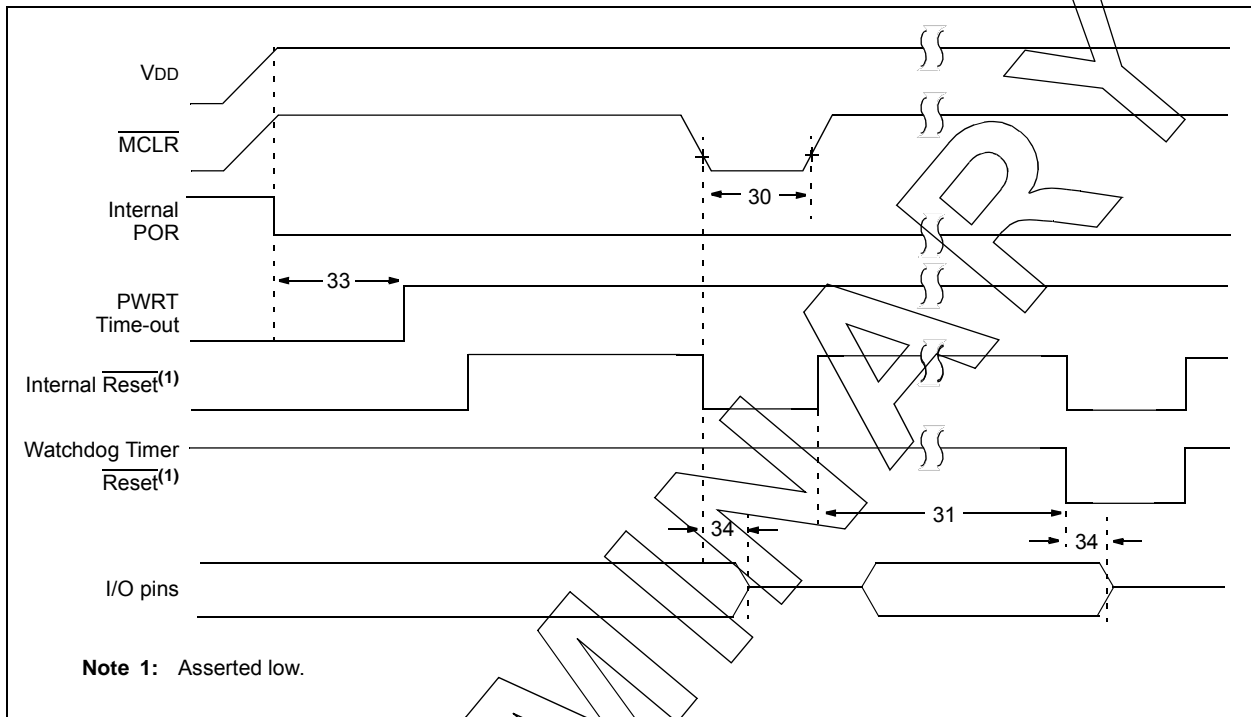 VDD
MCLR
30
Internal
POR
33
PWRT
Time-out
Internal Reset(1)
Watchdog Timer
Reset(1)
31
34
34
I/O pins
Note 1: Asserted low.
MINARY